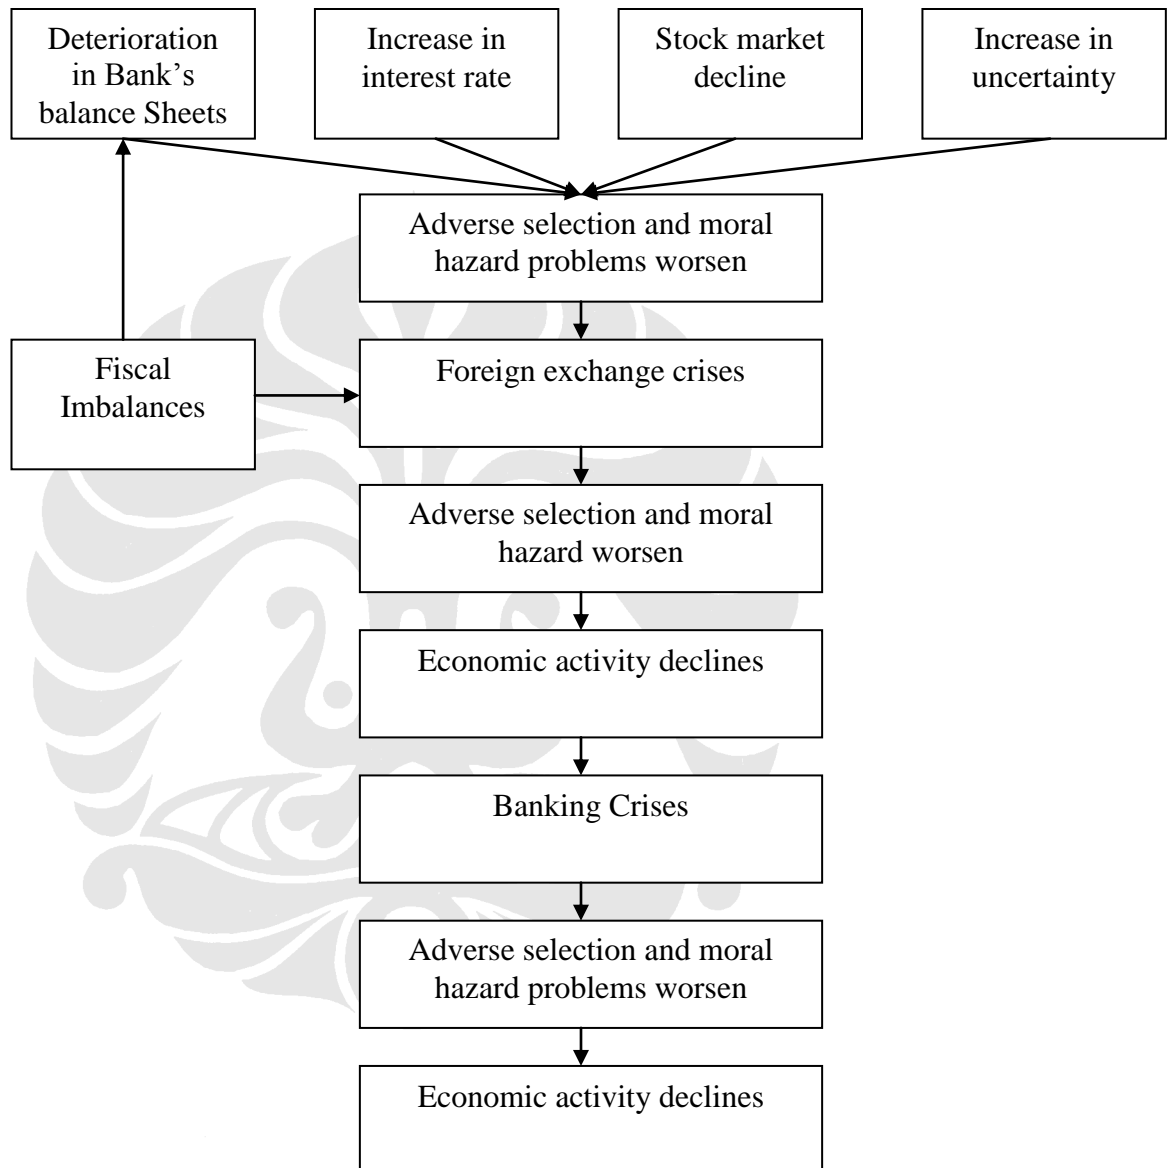 Deterioration
in Bank’s
balance Sheets
Increase in
interest rate
Stock market
decline
Increase in
uncertainty
Adverse selection and moral
hazard problems worsen
Fiscal
Imbalances
Foreign exchange crises
Adverse selection and moral
hazard worsen
Economic activity declines
Banking Crises
Adverse selection and moral
hazard problems worsen
Economic activity declines